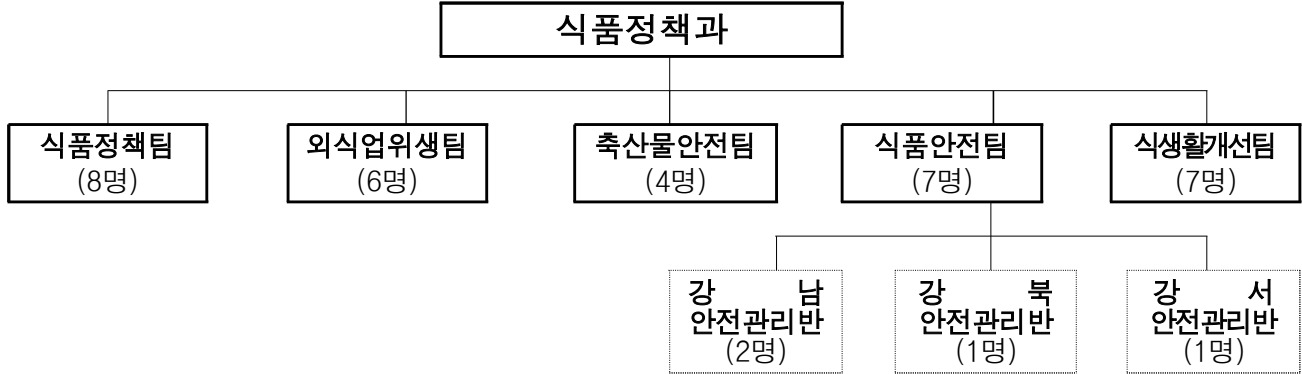 식품정책과
식품정책팀
(8명)
외식업위생팀
(6명)
축산물안전팀
(4명)
식품안전팀
(7명)
식생활개선팀
(7명)
강 남
안전관리반
(2명)
강 북
안전관리반
(1명)
강 서
안전관리반
(1명)